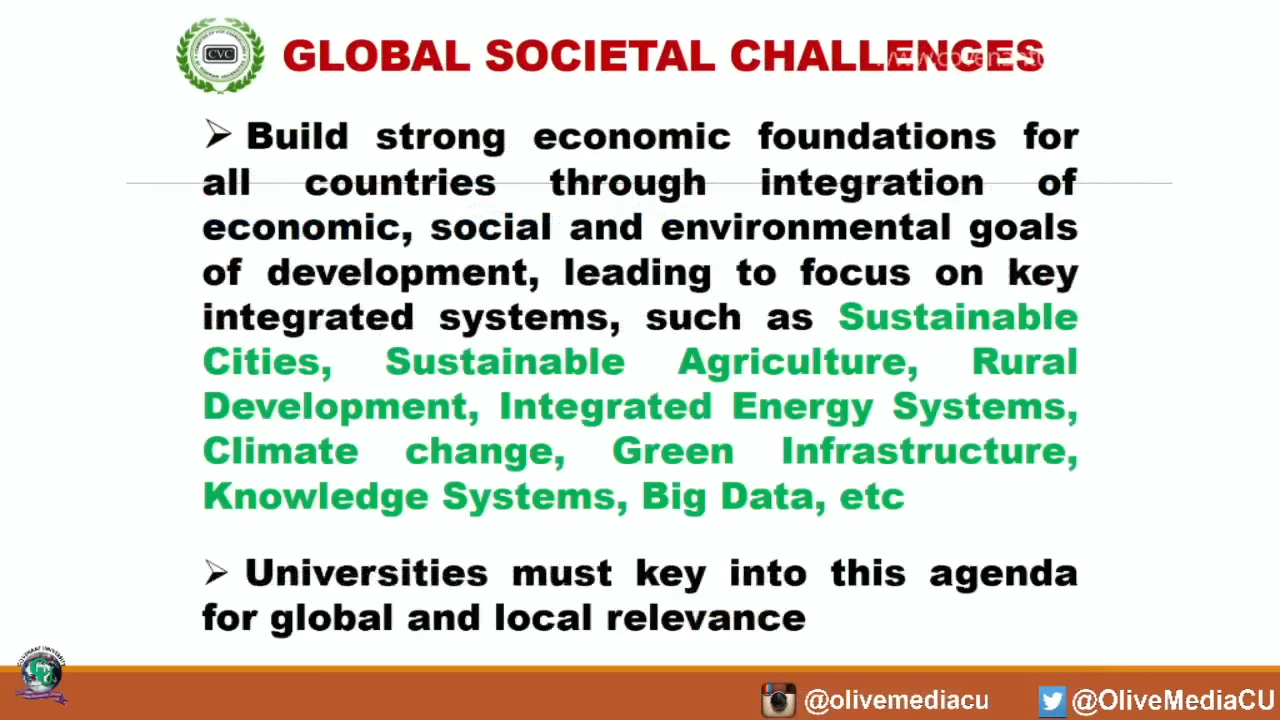 CVC
GLOBAL SOCIETAL CHALLENGES
➢ Build strong economic foundations for
all countries through integration of
economic, social and environmental goals
of development, leading to focus on key
integrated systems, such as Sustainable
Cities, Sustainable Agriculture, Rural
Development, Integrated Energy Systems,
Climate change, Green Infrastructure,
Knowledge Systems, Big Data, etc
➢ Universities must key into this agenda
for global and local relevance
COVENANT UNIVERSITY
@olivemediacu
@OliveMediaCU